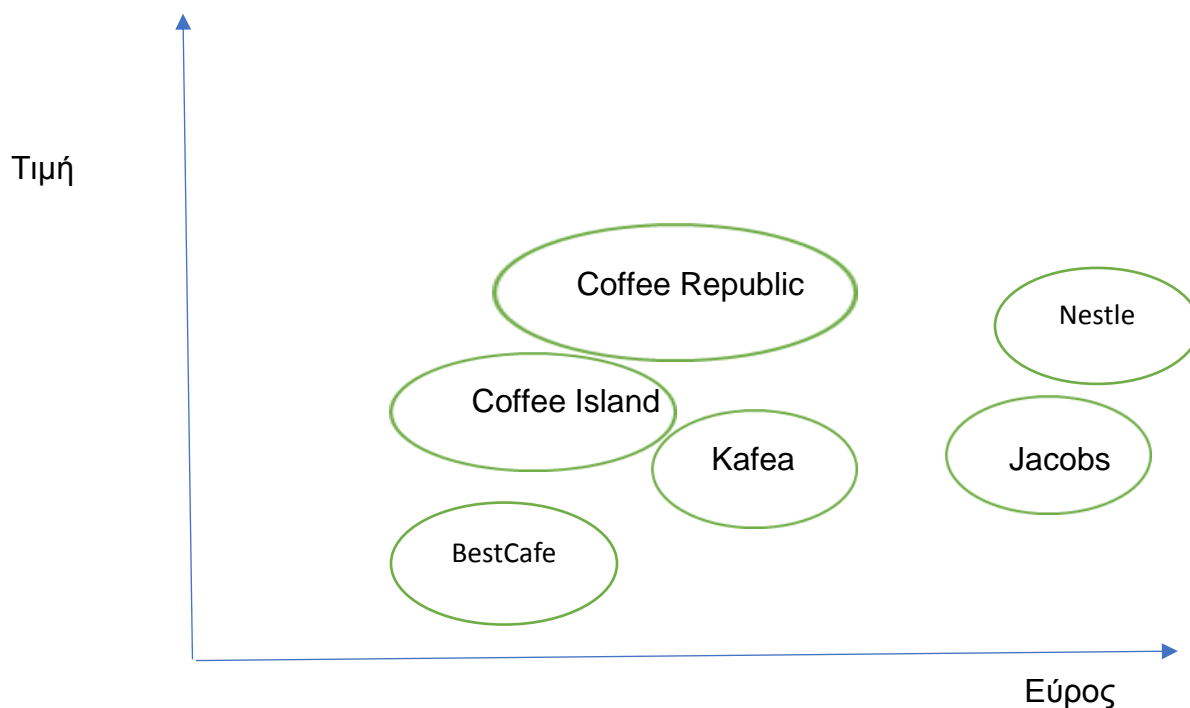 Τιμή
Coffee Republic
Nestle
Coffee Island
Kafea
Jacobs
BestCafe
Εύρος